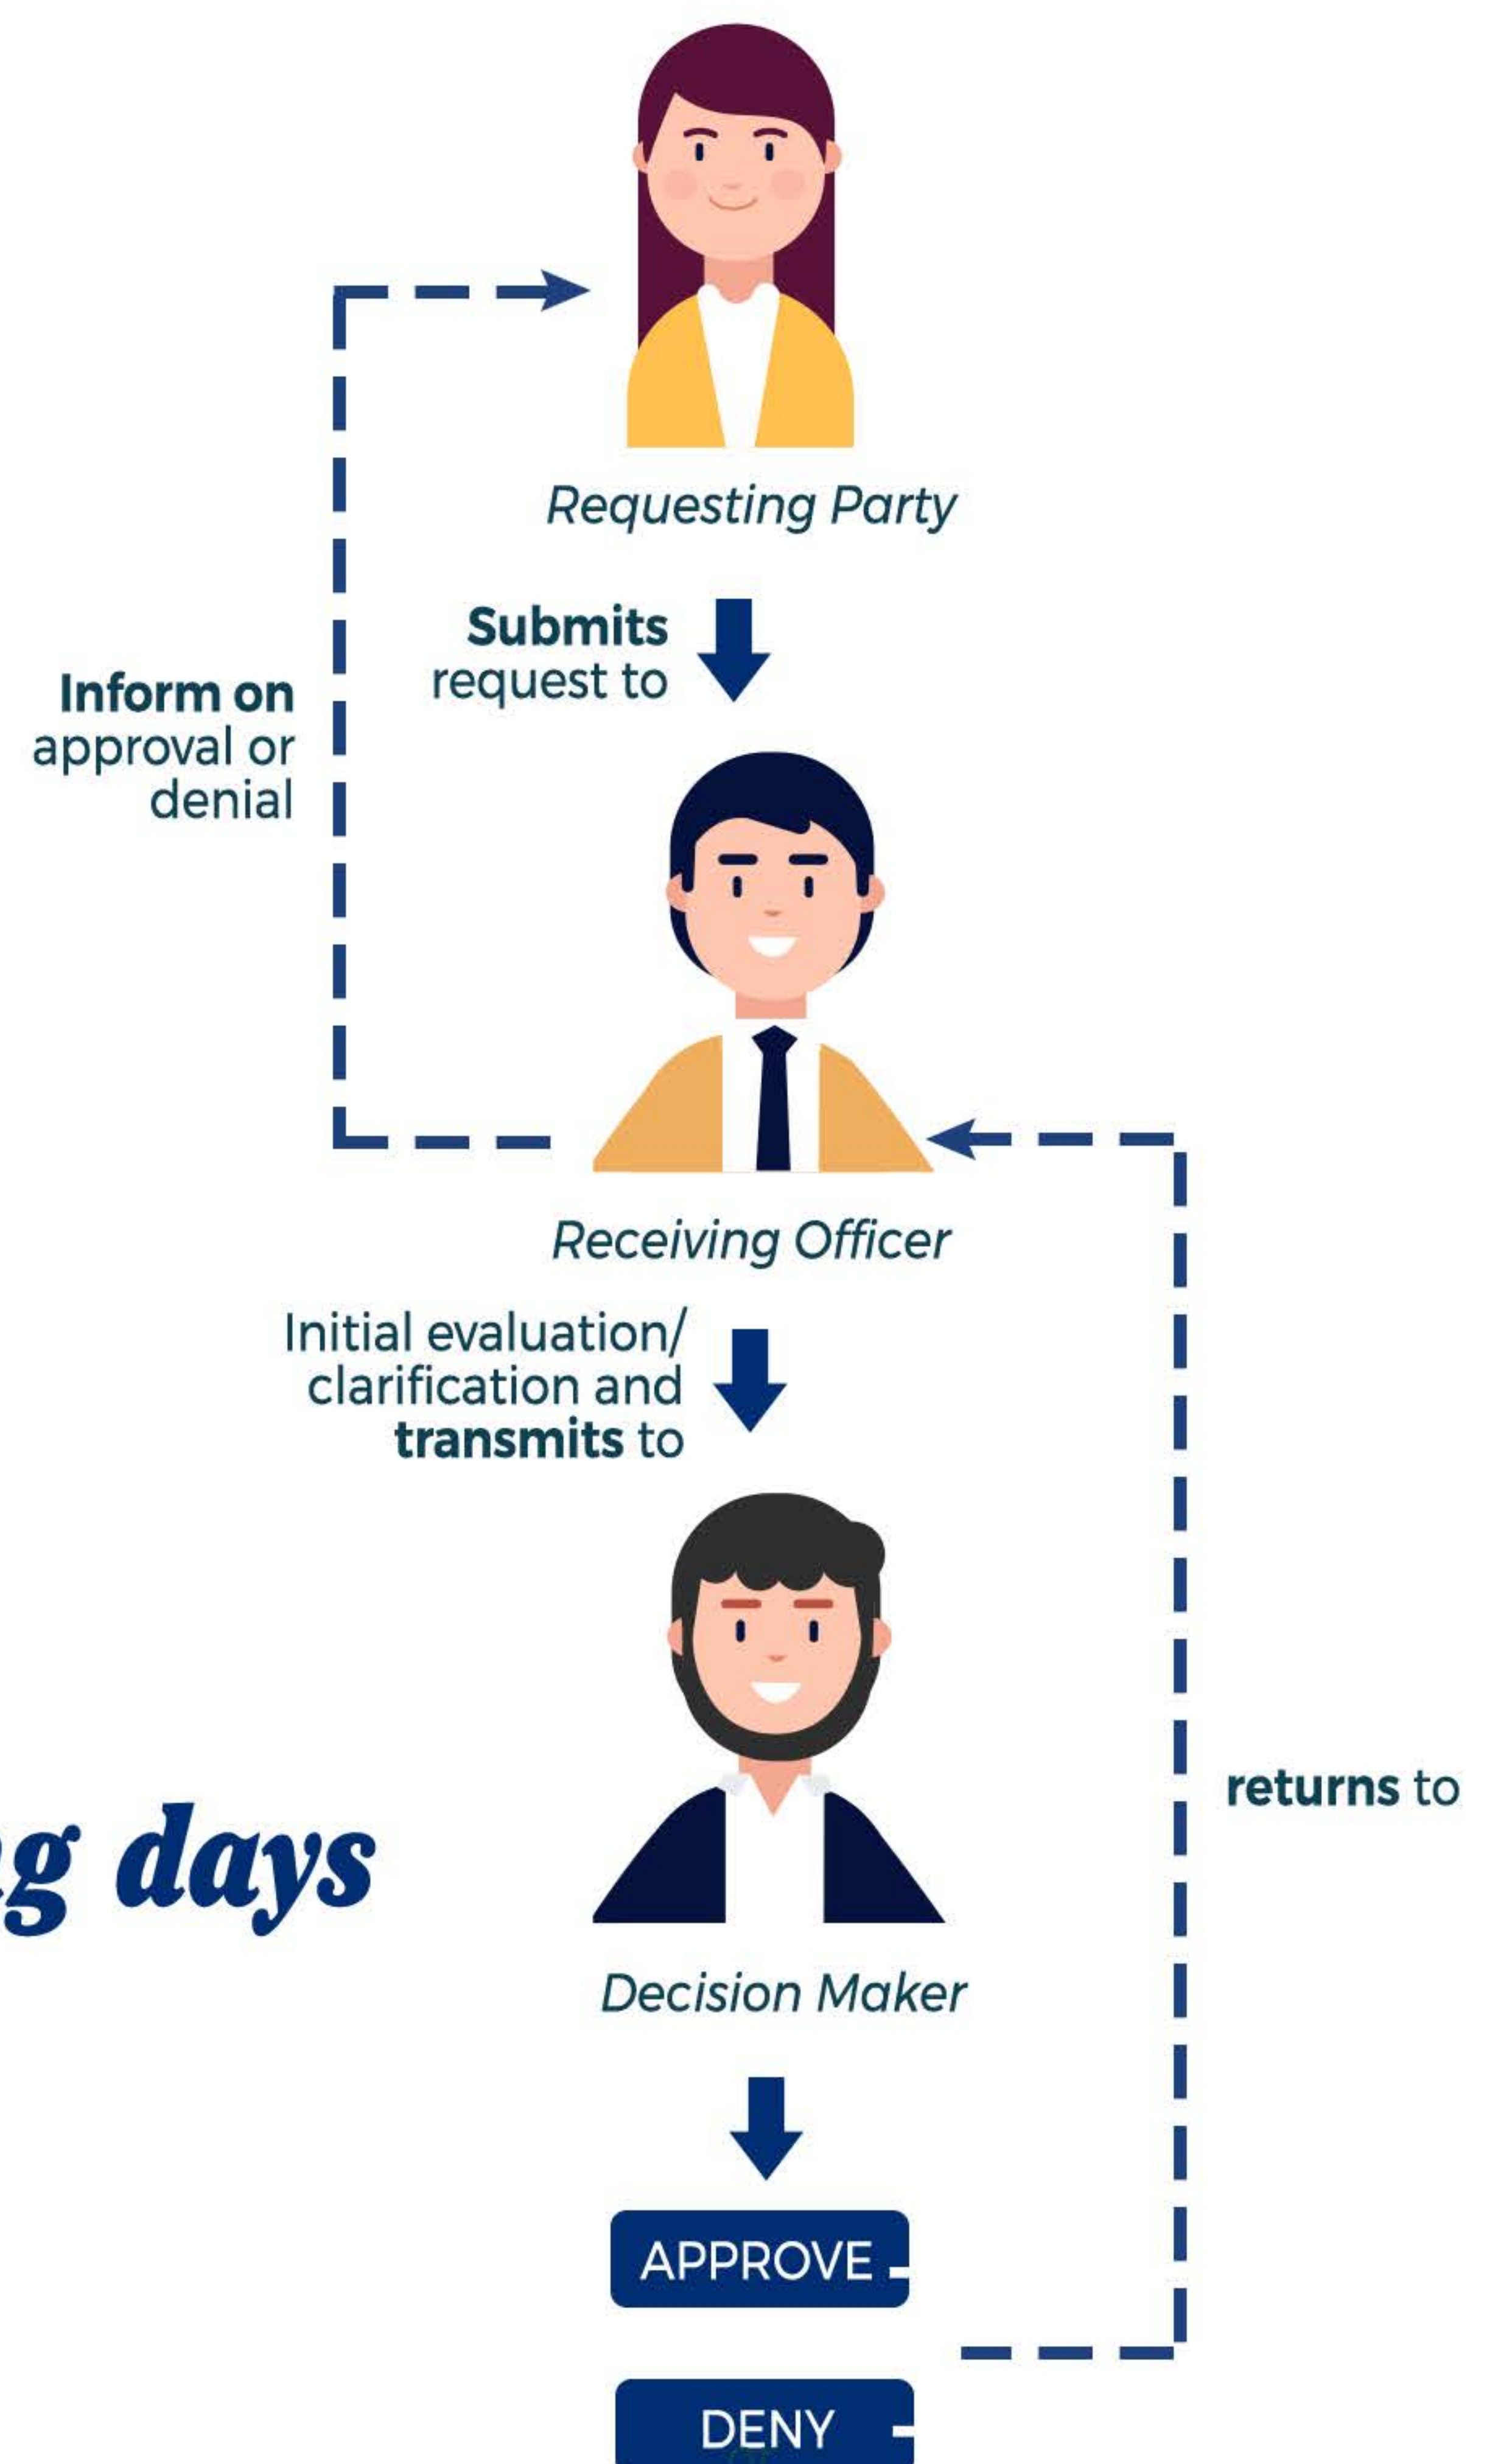 Requesting Party
Submits
request to
Inform on
approval or
denial
Receiving Officer
Initial evaluation/
clarification and
transmits to
returns to
days
Decision Maker
APPROVE
DENY